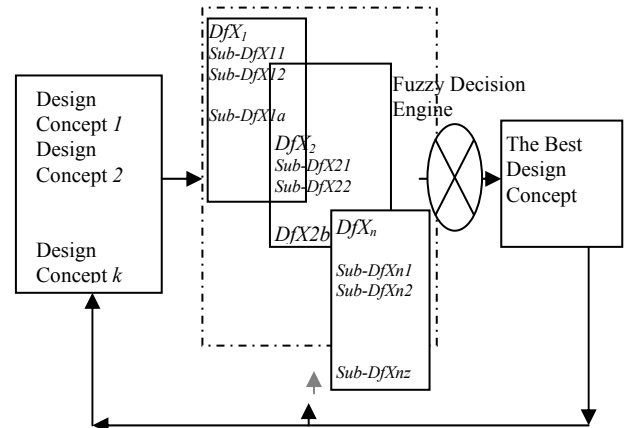 Design
Concept 1
Design
Concept 2
Design
Concept k
DfX1
Sub-DfX11
Sub-DfX12
Sub-DfX1a
DfX2
Sub-DfX21
Sub-DfX22
DfX2b
DfXn
Sub-DfXn1
Sub-DfXn2
Sub-DfXnz
Fuzzy Decision
Engine
The Best
Design
Concept